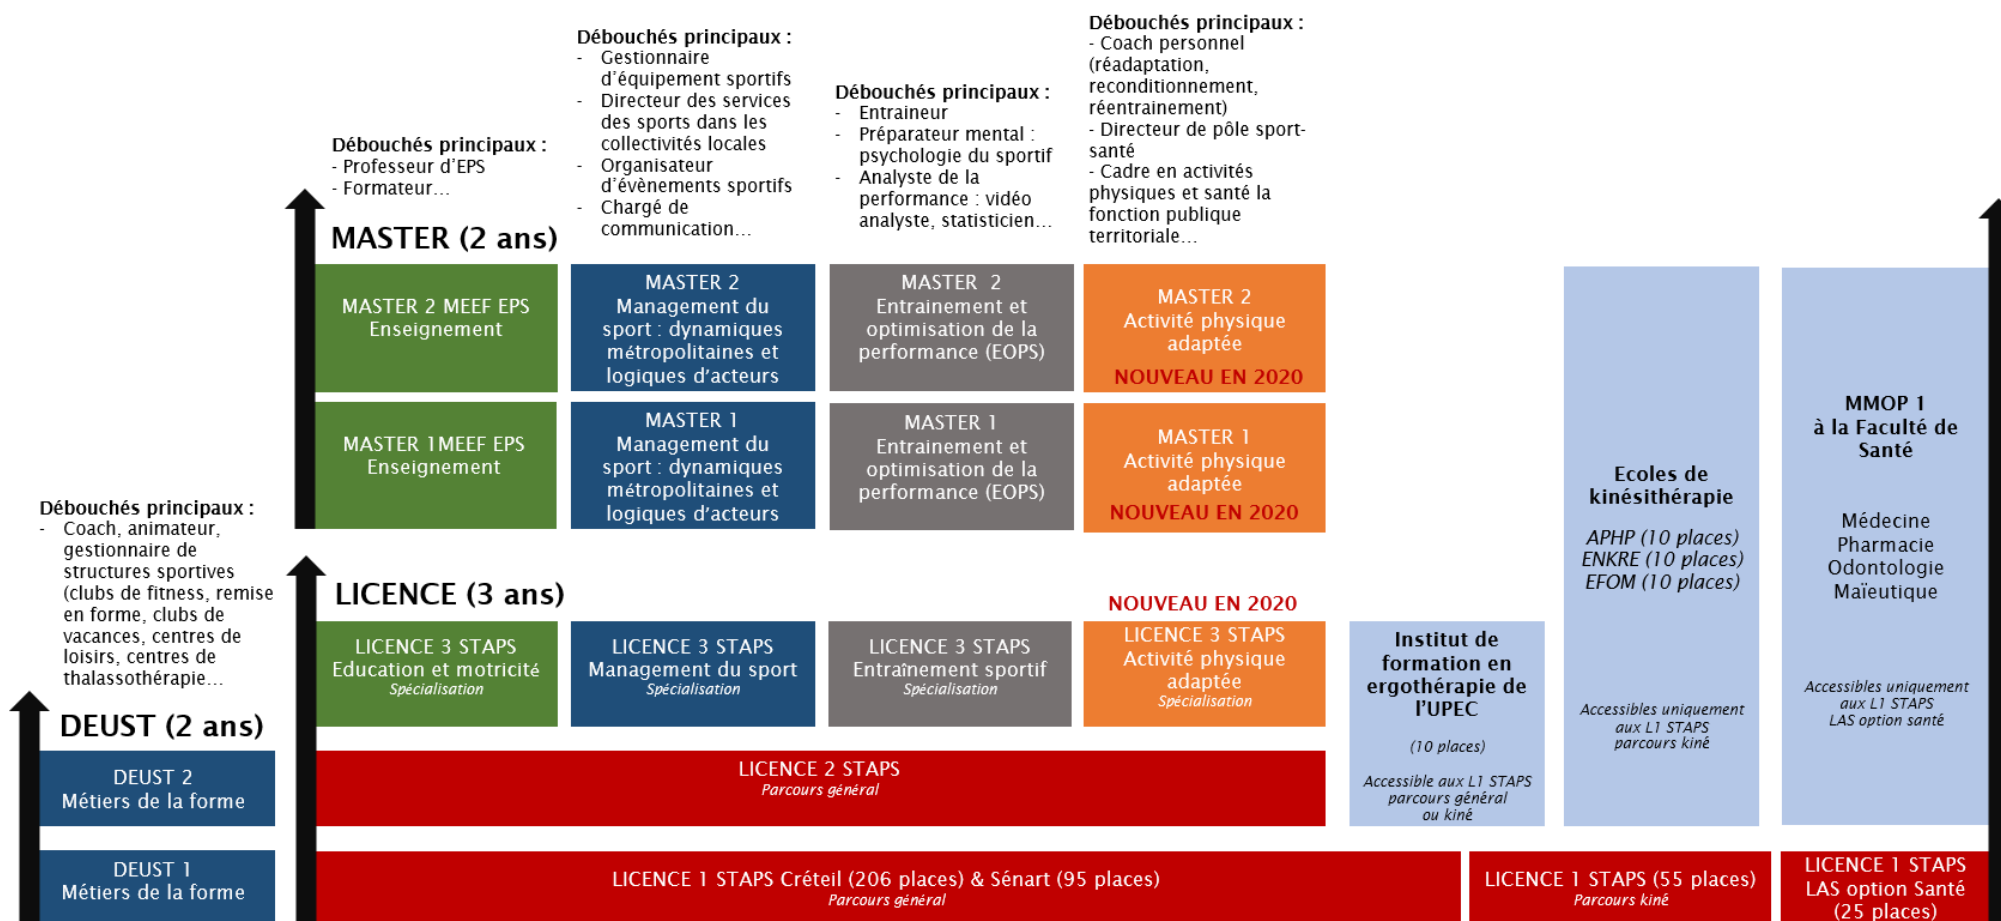 Débouchés principaux :
- Coach, animateur,
gestionnaire de
structures sportives
(clubs de fitness, remise
en forme, clubs de
vacances, centres de
loisirs, centres de
thalassothérapie…
DEUST (2 ans)
DEUST 2
Métiers de la forme
DEUST 1
Métiers de la forme
Débouchés principaux :
- Professeur d'EPS
- Formateur…
Débouchés principaux :
- Gestionnaire
d'équipement sportifs
- Directeur des services
des sports dans les
collectivités locales
- Organisateur
d'évènements sportifs
- Chargé de
communication…
Débouchés principaux :
- Entraineur
- Préparateur mental :
psychologie du sportif
- Analyste de la
performance : vidéo
analyste, statisticien…
Débouchés principaux :
- Coach personnel
(réadaptation,
reconditionnement,
réentrainement)
- Directeur de pôle sport-
santé
- Cadre en activités
physiques et santé la
fonction publique
territoriale…
MASTER (2 ans)
MASTER 2 MEEF EPS
Enseignement
MASTER 2
Management du
sport : dynamiques
métropolitaines et
logiques d'acteurs
MASTER 2
Entrainement et
optimisation de la
performance (EOPS)
MASTER 2
Activité physique
adaptée
NOUVEAU EN 2020
MASTER 1MEEF EPS
Enseignement
MASTER 1
Management du
sport : dynamiques
métropolitaines et
logiques d'acteurs
MASTER 1
Entrainement et
optimisation de la
performance (EOPS)
MASTER 1
Activité physique
adaptée
NOUVEAU EN 2020
LICENCE (3 ans)
NOUVEAU EN 2020
LICENCE 3 STAPS
Education et motricité
Spécialisation
LICENCE 3 STAPS
Management du sport
Spécialisation
LICENCE 3 STAPS
Entraînement sportif
Spécialisation
LICENCE 3 STAPS
Activité physique
adaptée
Spécialisation
LICENCE 2 STAPS
Parcours général
LICENCE 1 STAPS Créteil (206 places) & Sénart (95 places)
Parcours général
Institut de
formation en
ergothérapie de
l'UPEC
(10 places)
Accessible aux L1 STAPS
parcours général
ou kiné
Ecoles de
kinésithérapie
APHP (10 places)
ENKRE (10 places)
EFOM (10 places)
Accessibles uniquement
aux L1 STAPS
parcours kiné
LICENCE 1 STAPS (55 places)
Parcours kiné
MMOP 1
à la Faculté de
Santé
Médecine
Pharmacie
Odontologie
Maïeutique
Accessibles uniquement
aux L1 STAPS
LAS option santé
LICENCE 1 STAPS
LAS option Santé
(25 places)